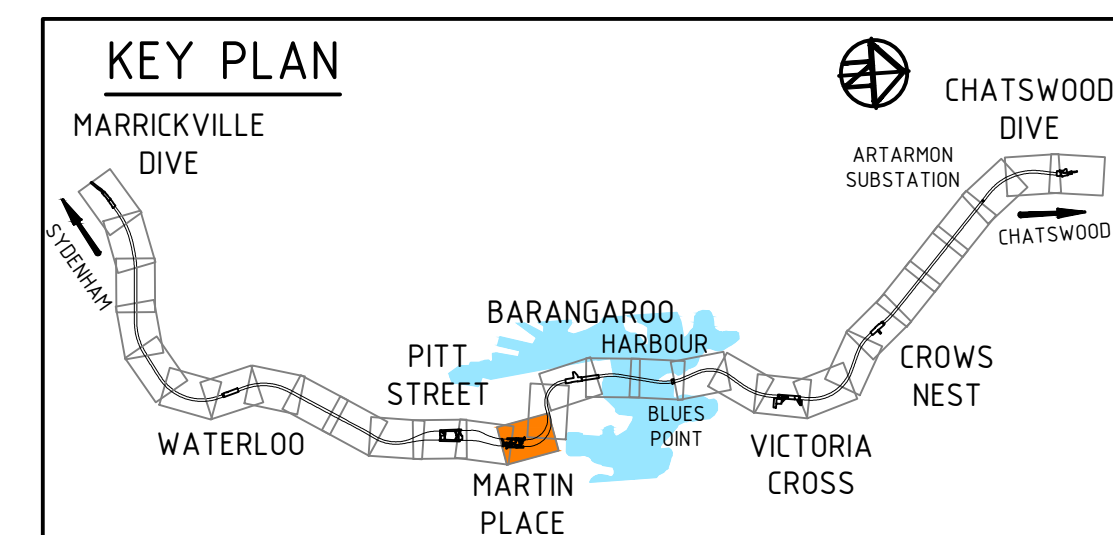 KEY PLAN
MARRICKVILLE
DIVE
SYDENHAM
WATERLOO
PITT
STREET
MARTIN
PLACE
BARANGAROO
HARBOUR
BLUES
POINT
VICTORIA
CROSS
CROWS
NEST
ARTARMON
SUBSTATION
CHATSWOOD
DIVE
CHATSWOOD